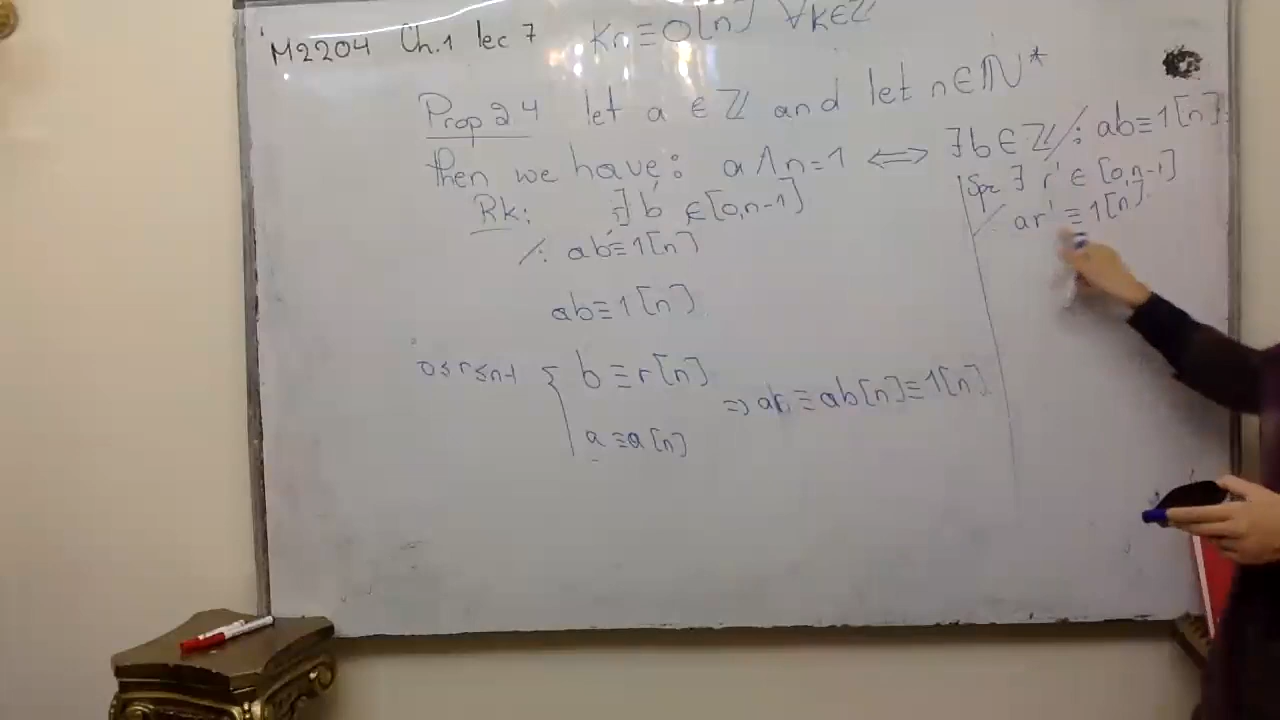 M2204 Ch.1 lec 7 Kn≡0[n] ∀k∈ℤ
Prop 24 let a ∈ ℤ and let n∈ℕ*
then we have: a∧n=1 ⟺ ∃b∈ℤ/: ab≡1[n]
Rk: ∃ b' ∈[0,n-1]
/: ab'≡1[n]
ab≡1[n]
0≤r≤n-1 { b≡r[n]
a≡a[n]
⇒ ar≡ab[n]≡1[n]
Sps ∃ r' ∈ [0,n-1]
/: ar'≡1[n]